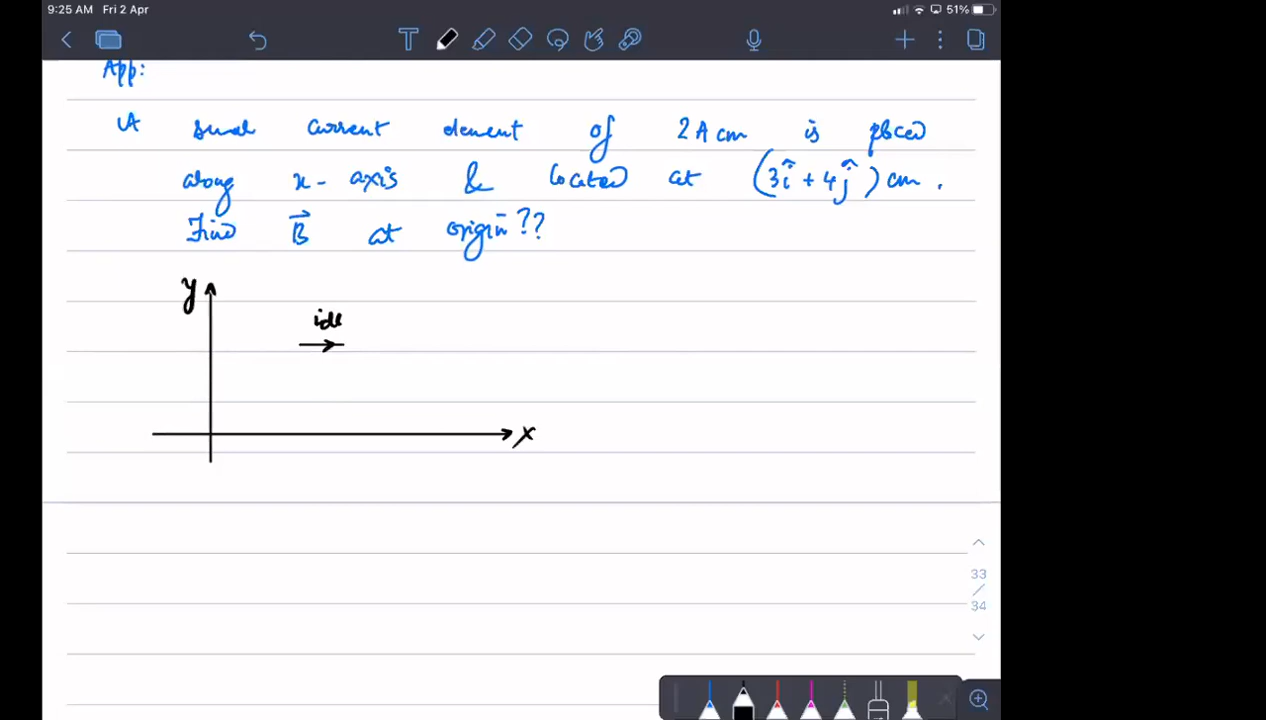 9:25 AM Fri 2 Apr
51%
T
App:
A small current element of 2A cm is placed
along x- axis & located at (3î + 4ĵ) cm.
Find B⃗ at origin??
y
idl
x
33
/
34